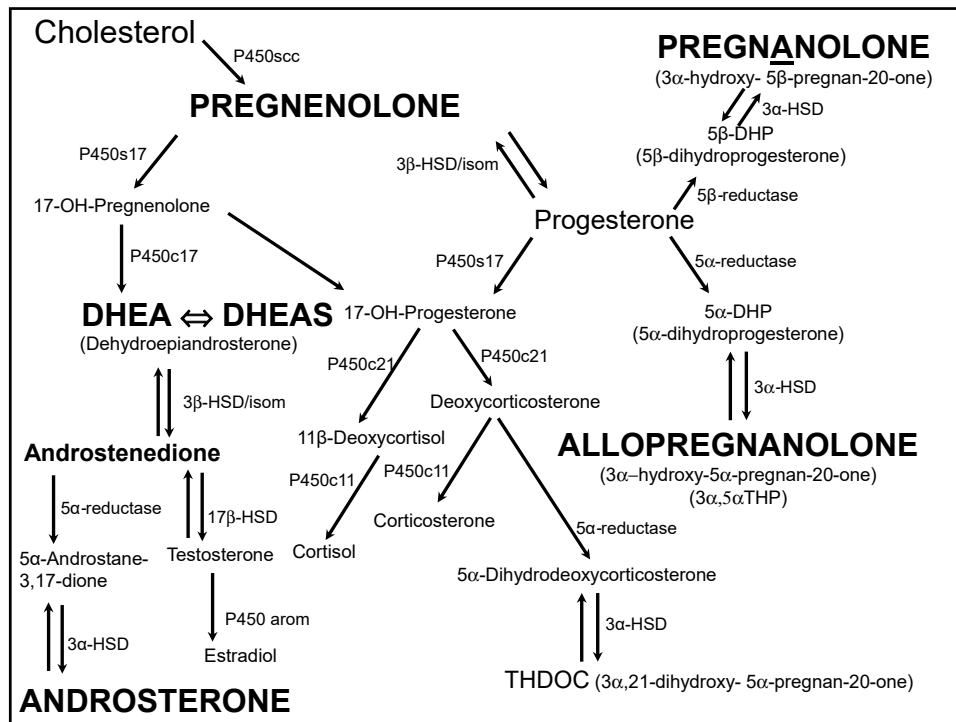 Cholesterol
P450scc
PREGNENOLONE
PREGNANOLONE
(3α-hydroxy- 5β-pregnan-20-one)
3α-HSD
5β-DHP
(5β-dihydroprogesterone)
5β-reductase
P450s17
3β-HSD/isom
17-OH-Pregnenolone
Progesterone
P450c17
P450s17
5α-reductase
DHEA ⇔ DHEAS
(Dehydroepiandrosterone)
17-OH-Progesterone
5α-DHP
(5α-dihydroprogesterone)
P450c21
P450c21
3α-HSD
3β-HSD/isom
Deoxycorticosterone
Androstenedione
11β-Deoxycortisol
ALLOPREGNANOLONE
(3α–hydroxy-5α-pregnan-20-one)
(3α,5αTHP)
P450c11
P450c11
5α-reductase
17β-HSD
Corticosterone
5α-reductase
5α-Androstane-
3,17-dione
Testosterone
Cortisol
5α-Dihydrodeoxycorticosterone
P450 arom
3α-HSD
3α-HSD
Estradiol
THDOC (3α,21-dihydroxy- 5α-pregnan-20-one)
ANDROSTERONE